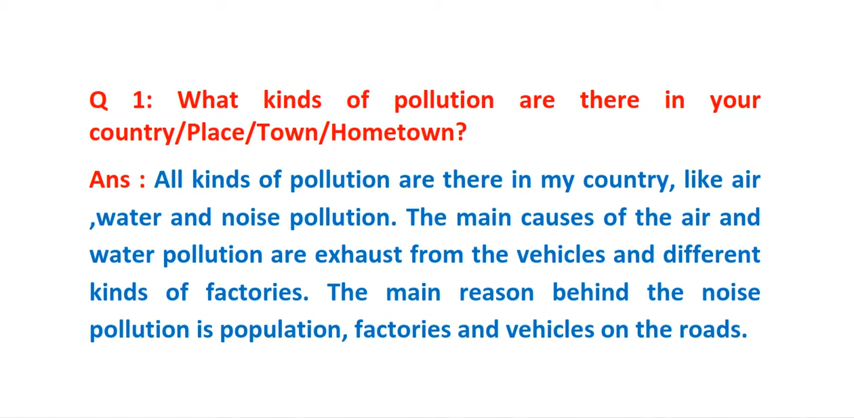 Q 1: What kinds of pollution are there in your
country/Place/Town/Hometown?
Ans : All kinds of pollution are there in my country, like air
,water and noise pollution. The main causes of the air and
water pollution are exhaust from the vehicles and different
kinds of factories. The main reason behind the noise
pollution is population, factories and vehicles on the roads.